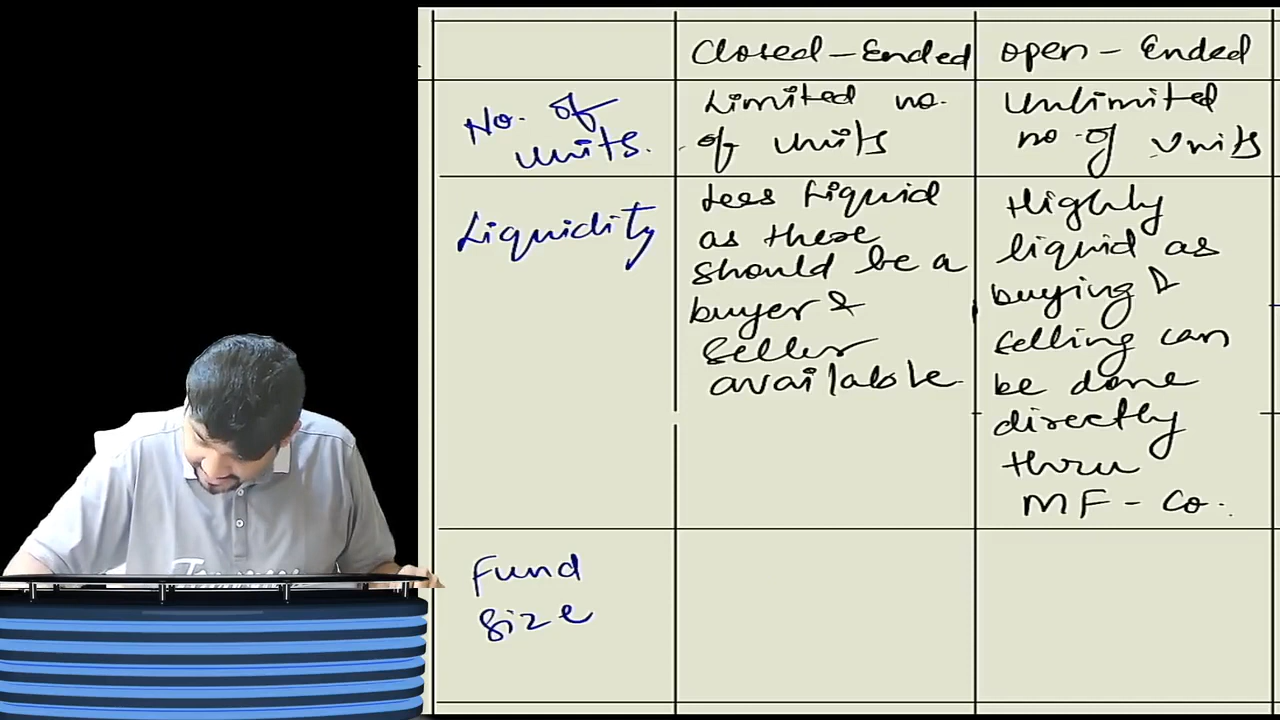 Closed-Ended
Open-Ended
No. of
units.
Limited no.
of units
Unlimited
no. of units
Liquidity
Less liquid
as there
should be a
buyer &
seller
available.
Highly
liquid as
buying &
selling can
be done
directly
thru
MF-Co.
Fund
size